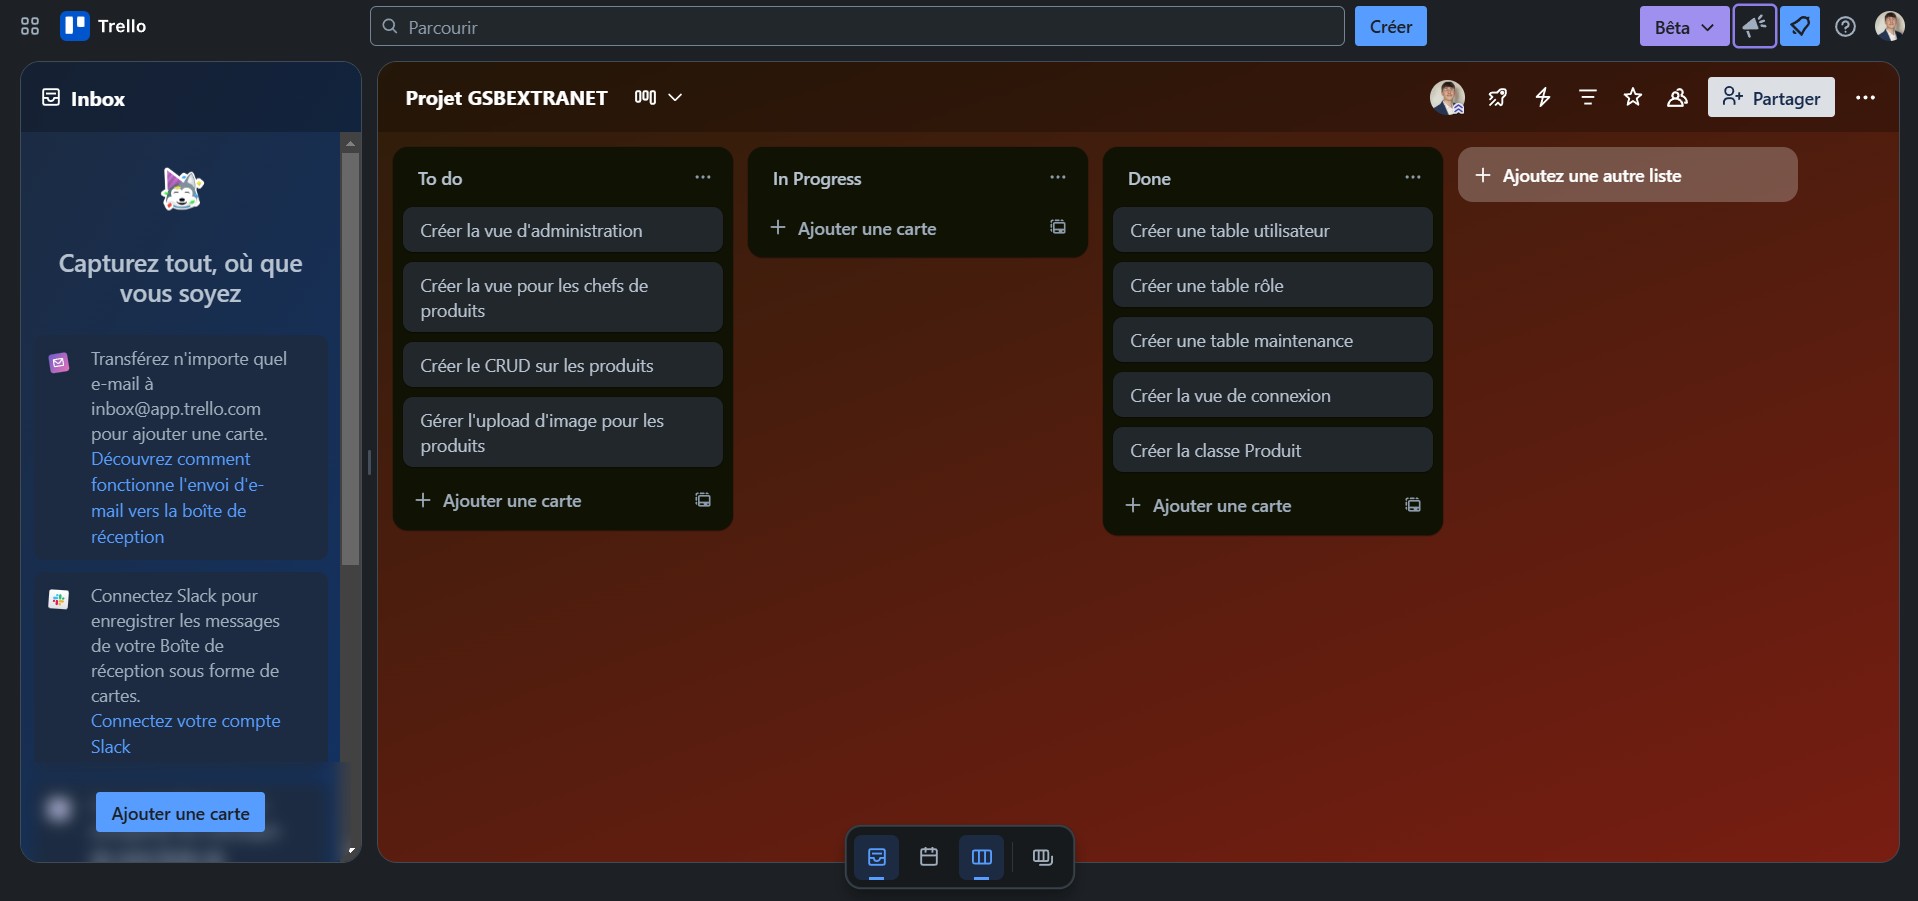 Trello
Parcourir
Créer
Bêta
Inbox
Capturez tout, où que
vous soyez
Transférez n'importe quel
e-mail à
inbox@app.trello.com
pour ajouter une carte.
Découvrez comment
fonctionne l'envoi d'e-
mail vers la boîte de
réception
Connectez Slack pour
enregistrer les messages
de votre Boîte de
réception sous forme de
cartes.
Connectez votre compte
Slack
Ajouter une carte
Projet GSBEXTRANET
Partager
To do
Créer la vue d'administration
Créer la vue pour les chefs de
produits
Créer le CRUD sur les produits
Gérer l'upload d'image pour les
produits
Ajouter une carte
In Progress
Ajouter une carte
Done
Créer une table utilisateur
Créer une table rôle
Créer une table maintenance
Créer la vue de connexion
Créer la classe Produit
Ajouter une carte
Ajoutez une autre liste